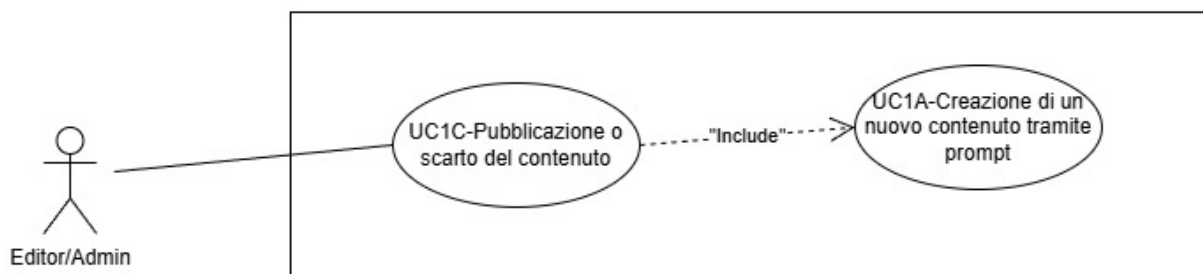 UC1C-Pubblicazione o
scarto del contenuto
"Include"
UC1A-Creazione di un
nuovo contenuto tramite
prompt
Editor/Admin